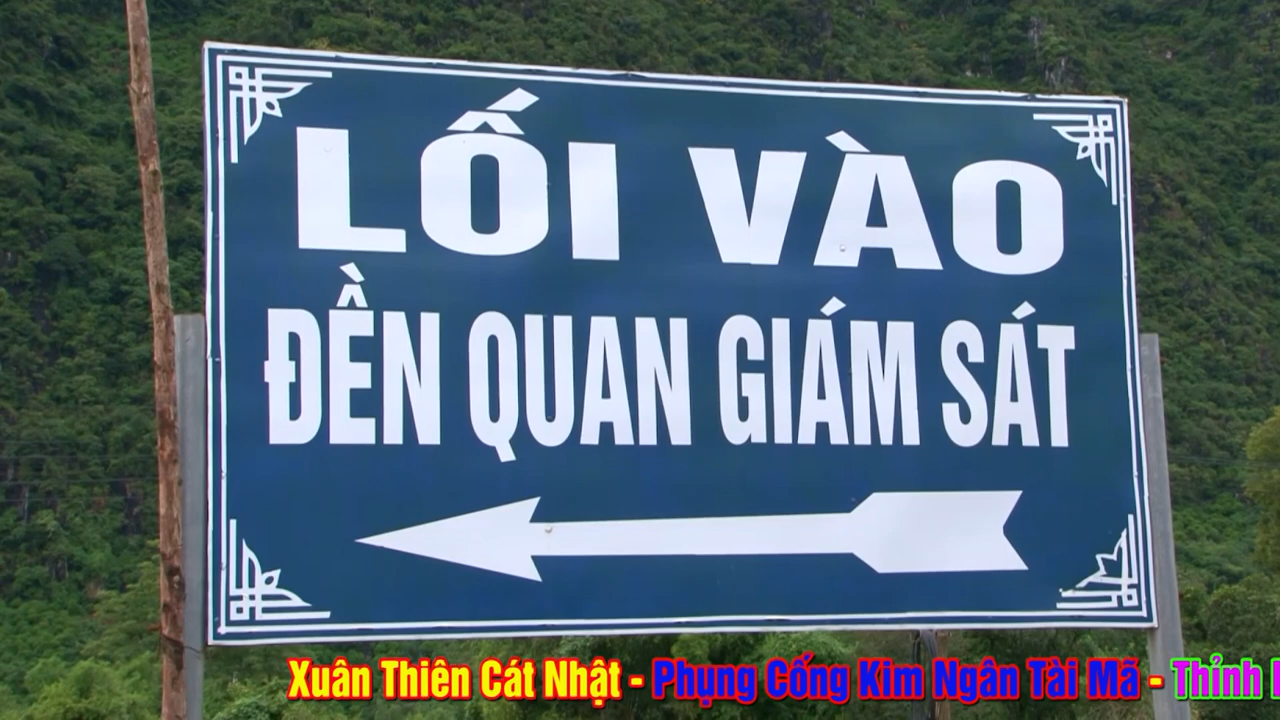 LỐI VÀO
ĐỀN QUAN GIÁM SÁT
Xuân Thiên Cát Nhật - Phụng Cống Kim Ngân Tài Mã - Thỉnh